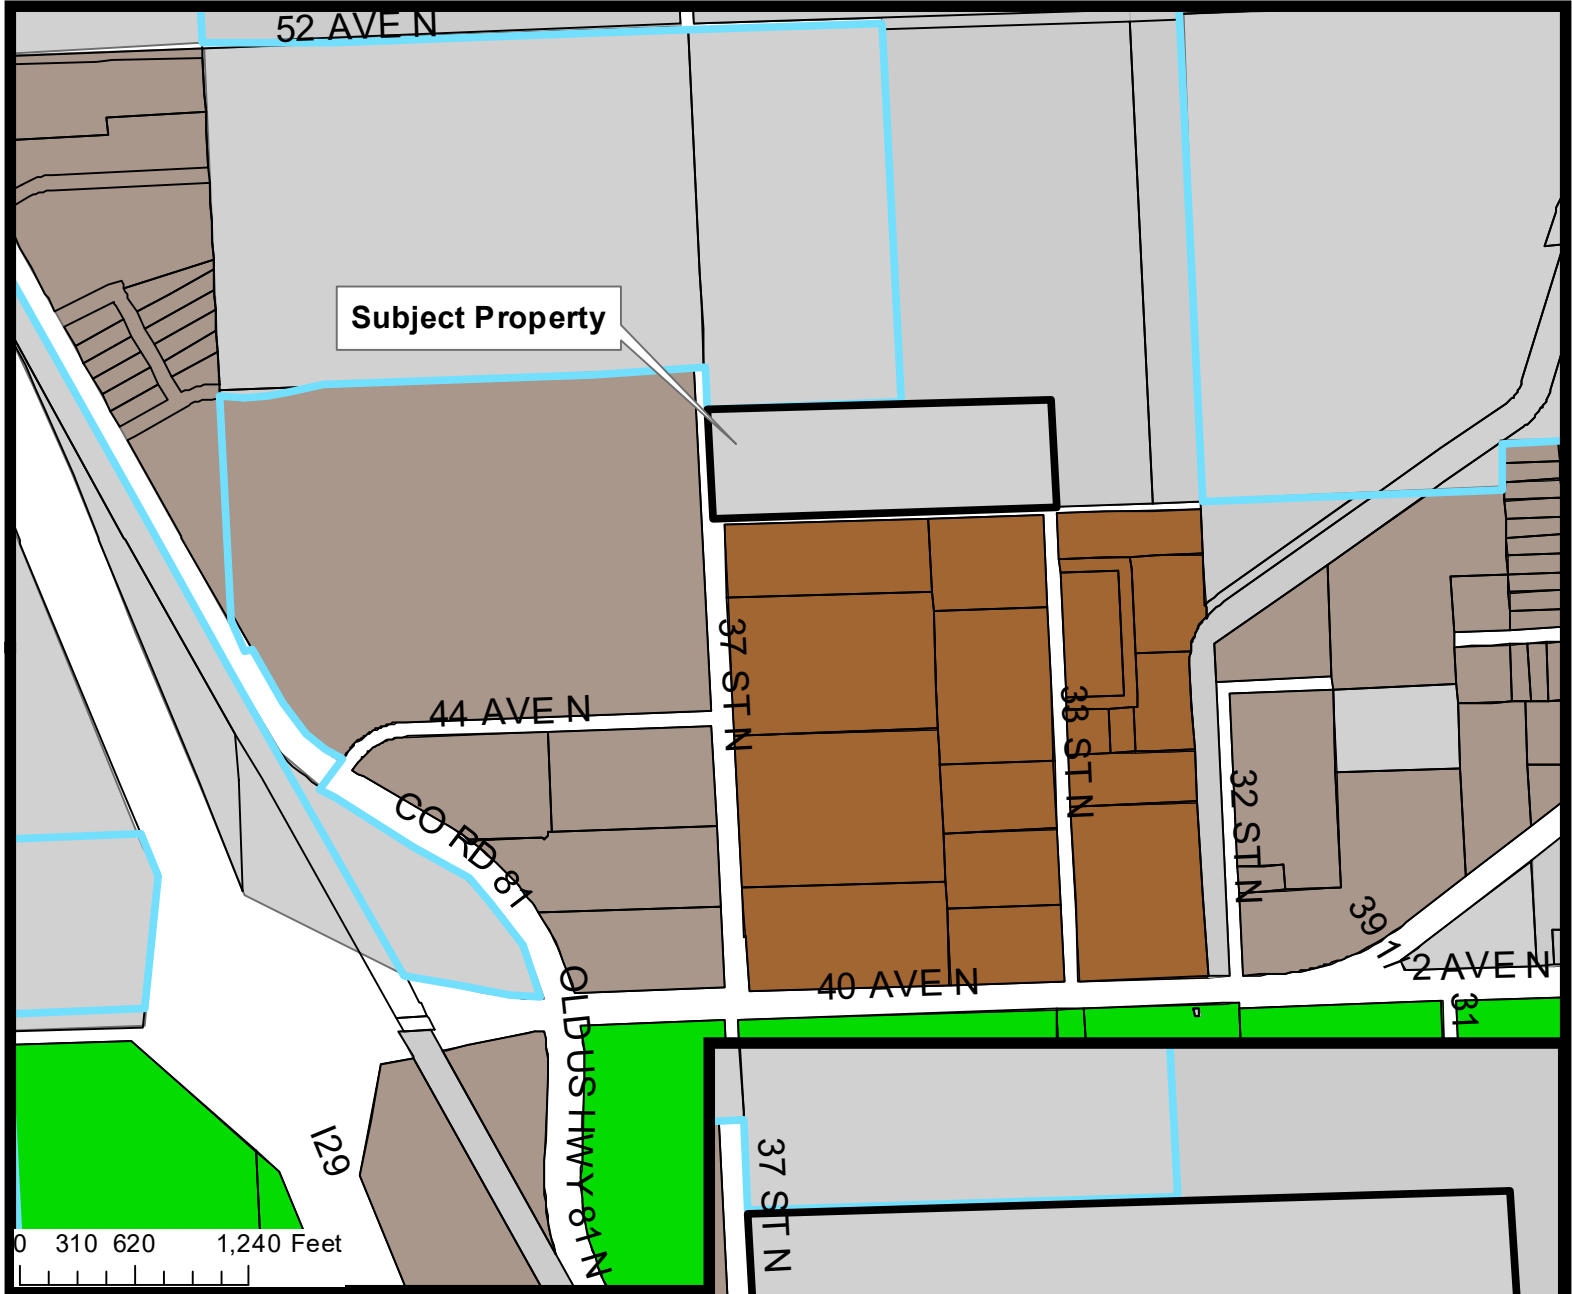 52 AVE N
Subject Property
37 ST N
33 ST N
44 AVE N
32 ST N
CO RD 81
39 1
2 AVE N
40 AVE N
31
OLD US HWY 81 N
I29
37 ST N
0 310 620 1,240 Feet